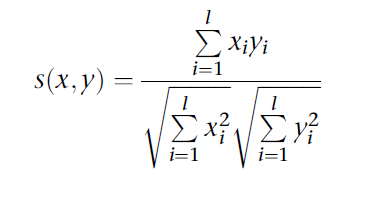 s(x, y) = \frac{\sum_{i=1}^{l} x_i y_i}{\sqrt{\sum_{i=1}^{l} x_i^2} \sqrt{\sum_{i=1}^{l} y_i^2}}